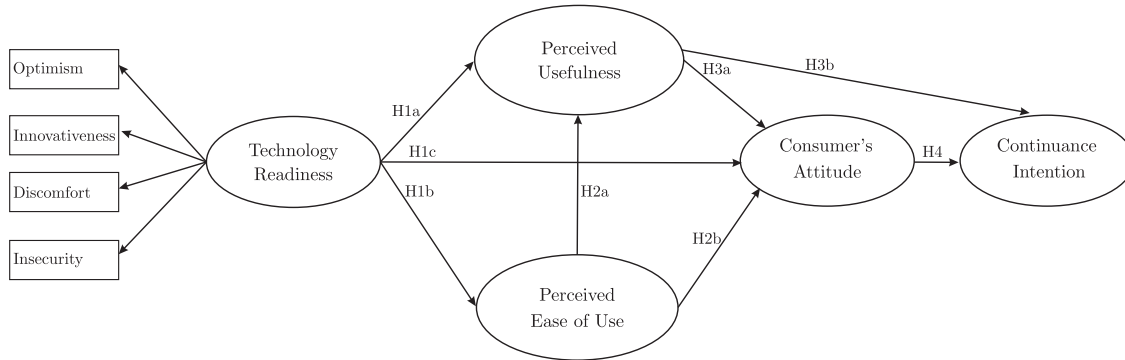 Optimism
Innovativeness
Discomfort
Insecurity
Technology
Readiness
H1a
H1c
H1b
Perceived
Usefulness
H2a
Perceived
Ease of Use
H3a
H3b
H2b
Consumer's
Attitude
H4
Continuance
Intention